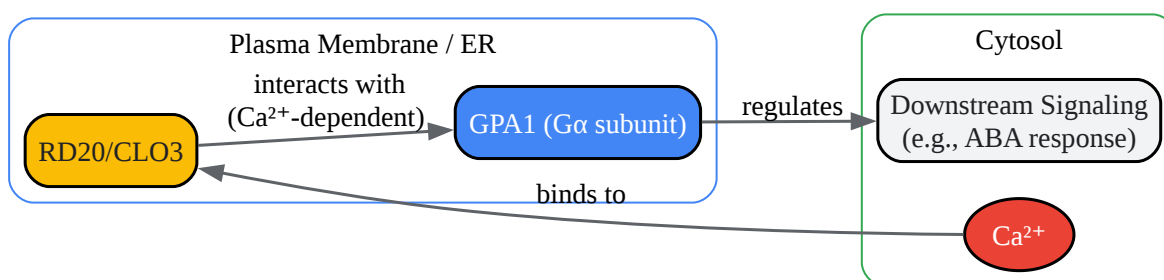 Plasma Membrane / ER
Cytosol
interacts with
(Ca²⁺-dependent)
RD20/CLO3
GPA1 (Gα subunit)
regulates
Downstream Signaling
(e.g., ABA response)
binds to
Ca²⁺